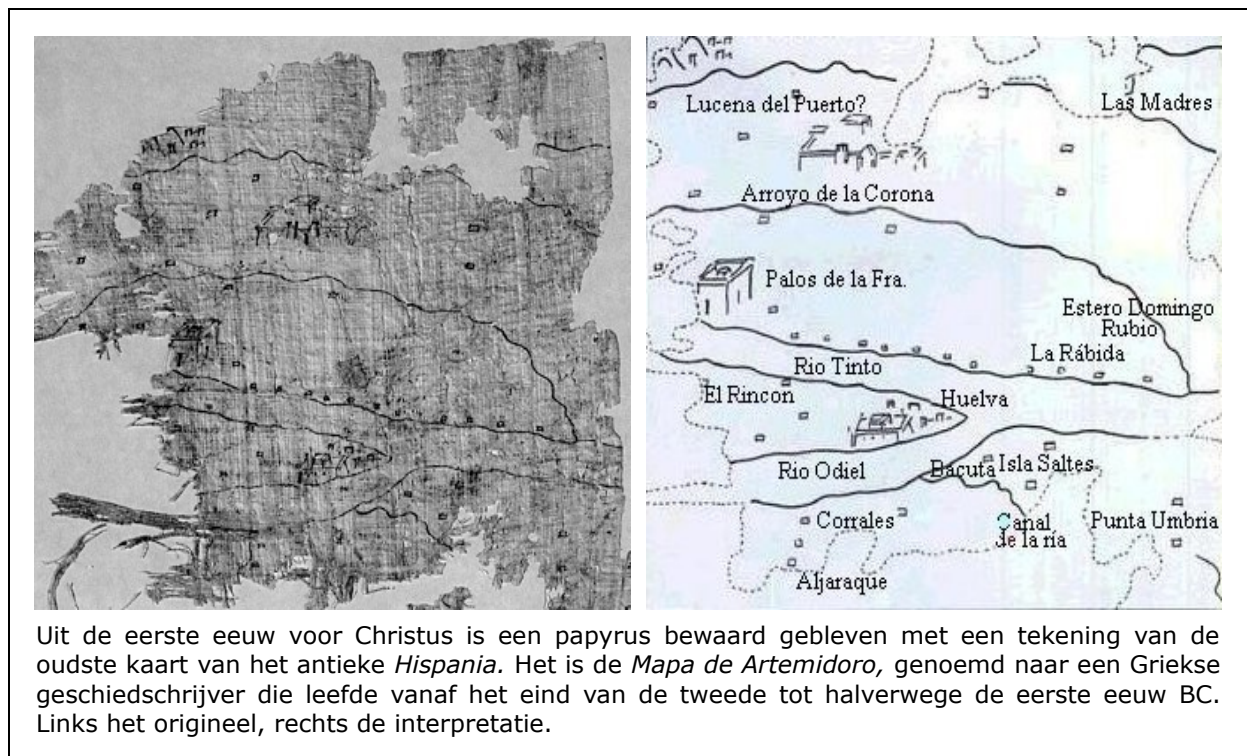 Lucena del Puerto?
Las Madres
Arroyo de la Corona
Palos de la Fra.
Estero Domingo
Rubio
La Rábida
Rio Tinto
El Rincon
Huelva
Rio Odiel
Bacuta
Isla Saltes
Corrales
Canal
de la ría
Punta Umbria
Aljaraque
Uit de eerste eeuw voor Christus is een papyrus bewaard gebleven met een tekening van de
oudste kaart van het antieke Hispania. Het is de Mapa de Artemidoro, genoemd naar een Griekse
geschiedschrijver die leefde vanaf het eind van de tweede tot halverwege de eerste eeuw BC.
Links het origineel, rechts de interpretatie.